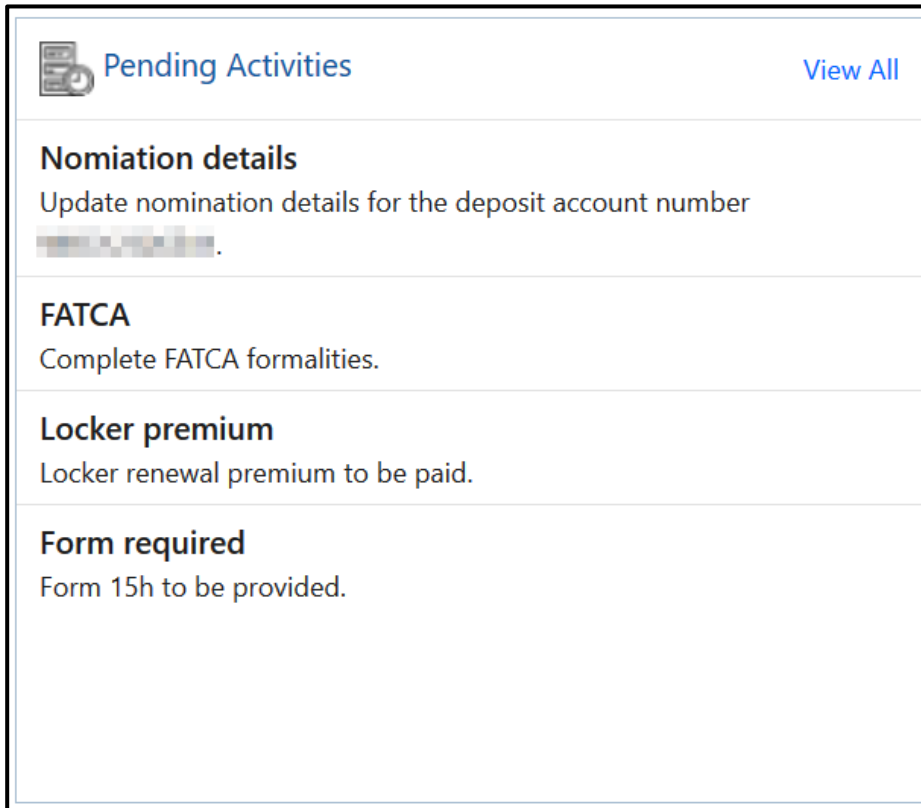 Pending Activities
View All
Nomiation details
Update nomination details for the deposit account number
.
FATCA
Complete FATCA formalities.
Locker premium
Locker renewal premium to be paid.
Form required
Form 15h to be provided.